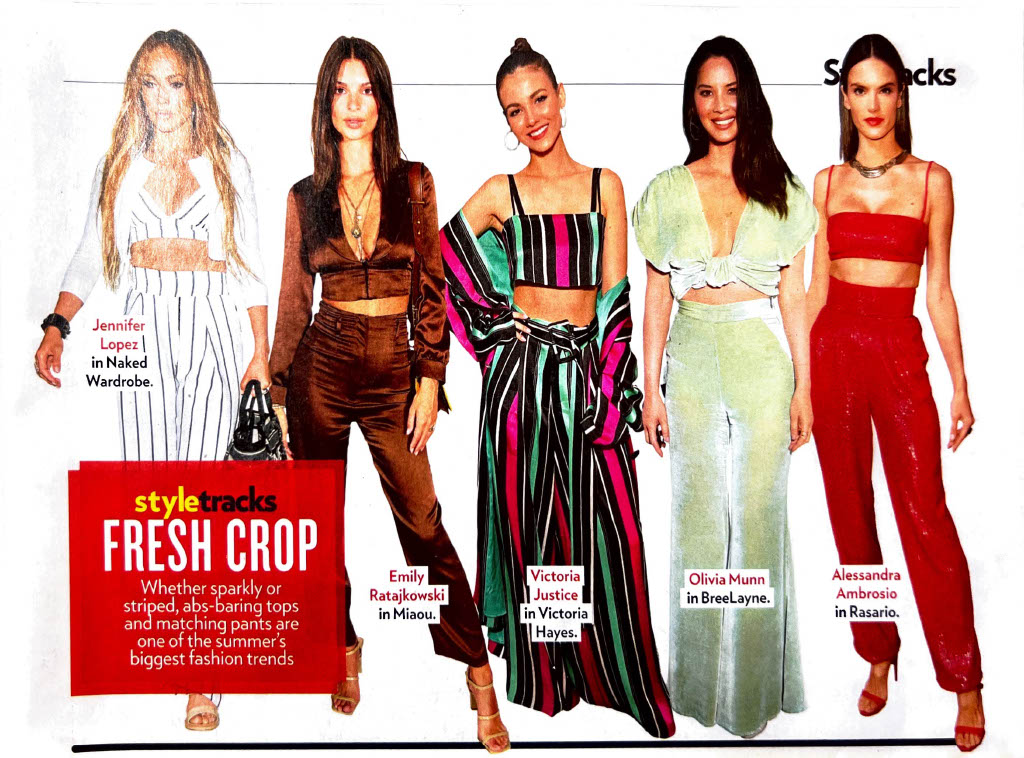 Jennifer
Lopez
in Naked
Wardrobe.
styletracks
FRESH CROP
Whether sparkly or
striped, abs-baring tops
and matching pants are
one of the summer's
biggest fashion trends
Emily
Ratajkowski
in Miaou.
Victoria
Justice
in Victoria
Hayes.
Olivia Munn
in BreeLayne.
Alessandra
Ambrosio
in Rasario.